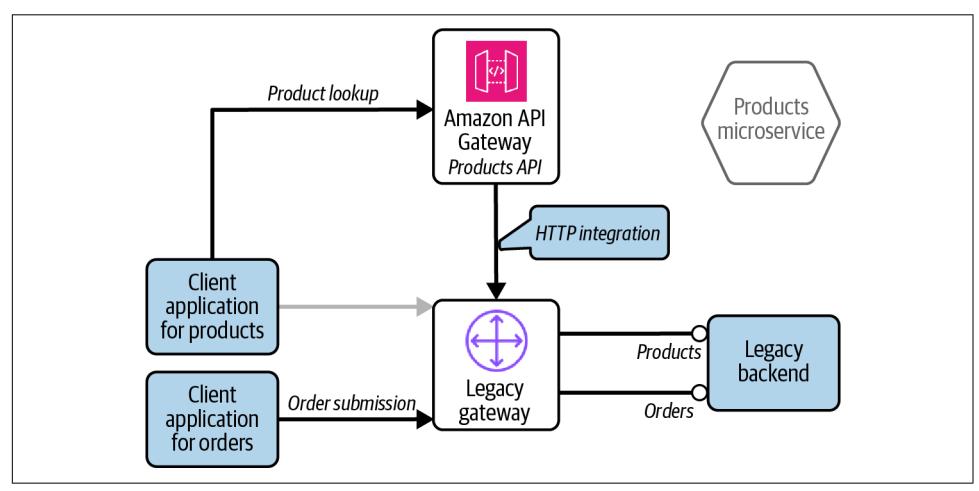 Product lookup
Amazon API
Gateway
Products API
Products
microservice
HTTP integration
Client
application
for products
Legacy
gateway
Products
Orders
Legacy
backend
Client
application
for orders
Order submission